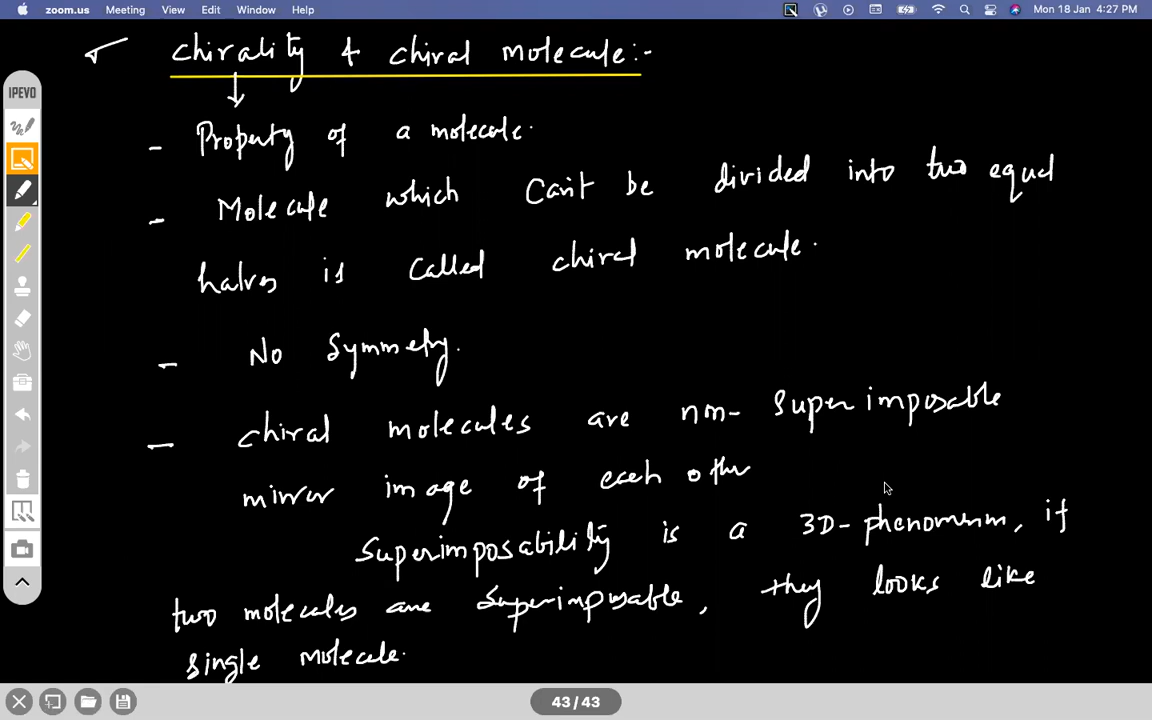 zoom.us Meeting View Edit Window Help Mon 18 Jan 4:27 PM
chirality & chiral molecule:-
IPEVO
- Property of a molecule.
- Molecule which Can't be divided into two equal
halves is called chiral molecule.
- No Symmetry.
- chiral molecules are non- superimposable
mirror image of each other
Superimposability is a 3D- phenomenon, if
two molecules are superimposable, they looks like
single molecule.
43/43